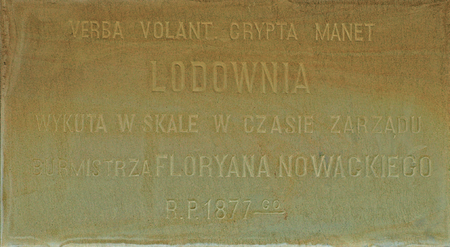 VERBA VOLANT. CRYPTA MANET
LODOWNIA
WYKUTA W SKALE W CZASIE ZARZĄDU
BURMISTRZA FLORYANA NOWACKIEGO
R.P. 1877 GO